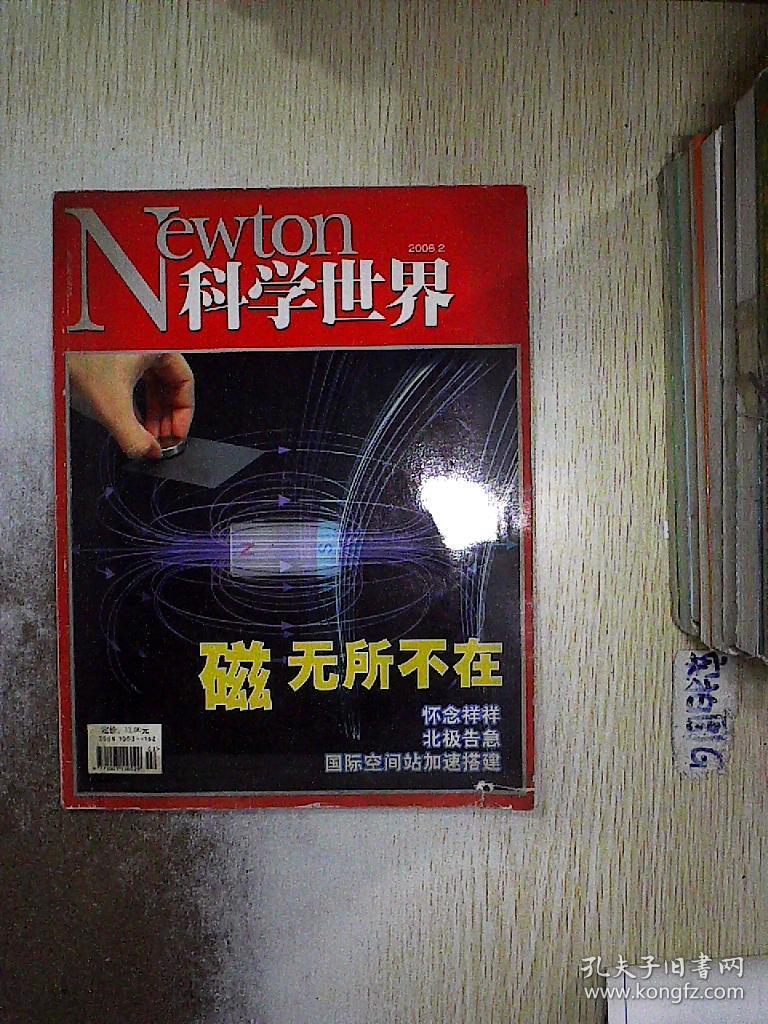 Newton
2008.2
科学世界
N
S
磁 无所不在
怀念祥祥
北极告急
国际空间站加速搭建
孔夫子旧书网
www.kongfz.com